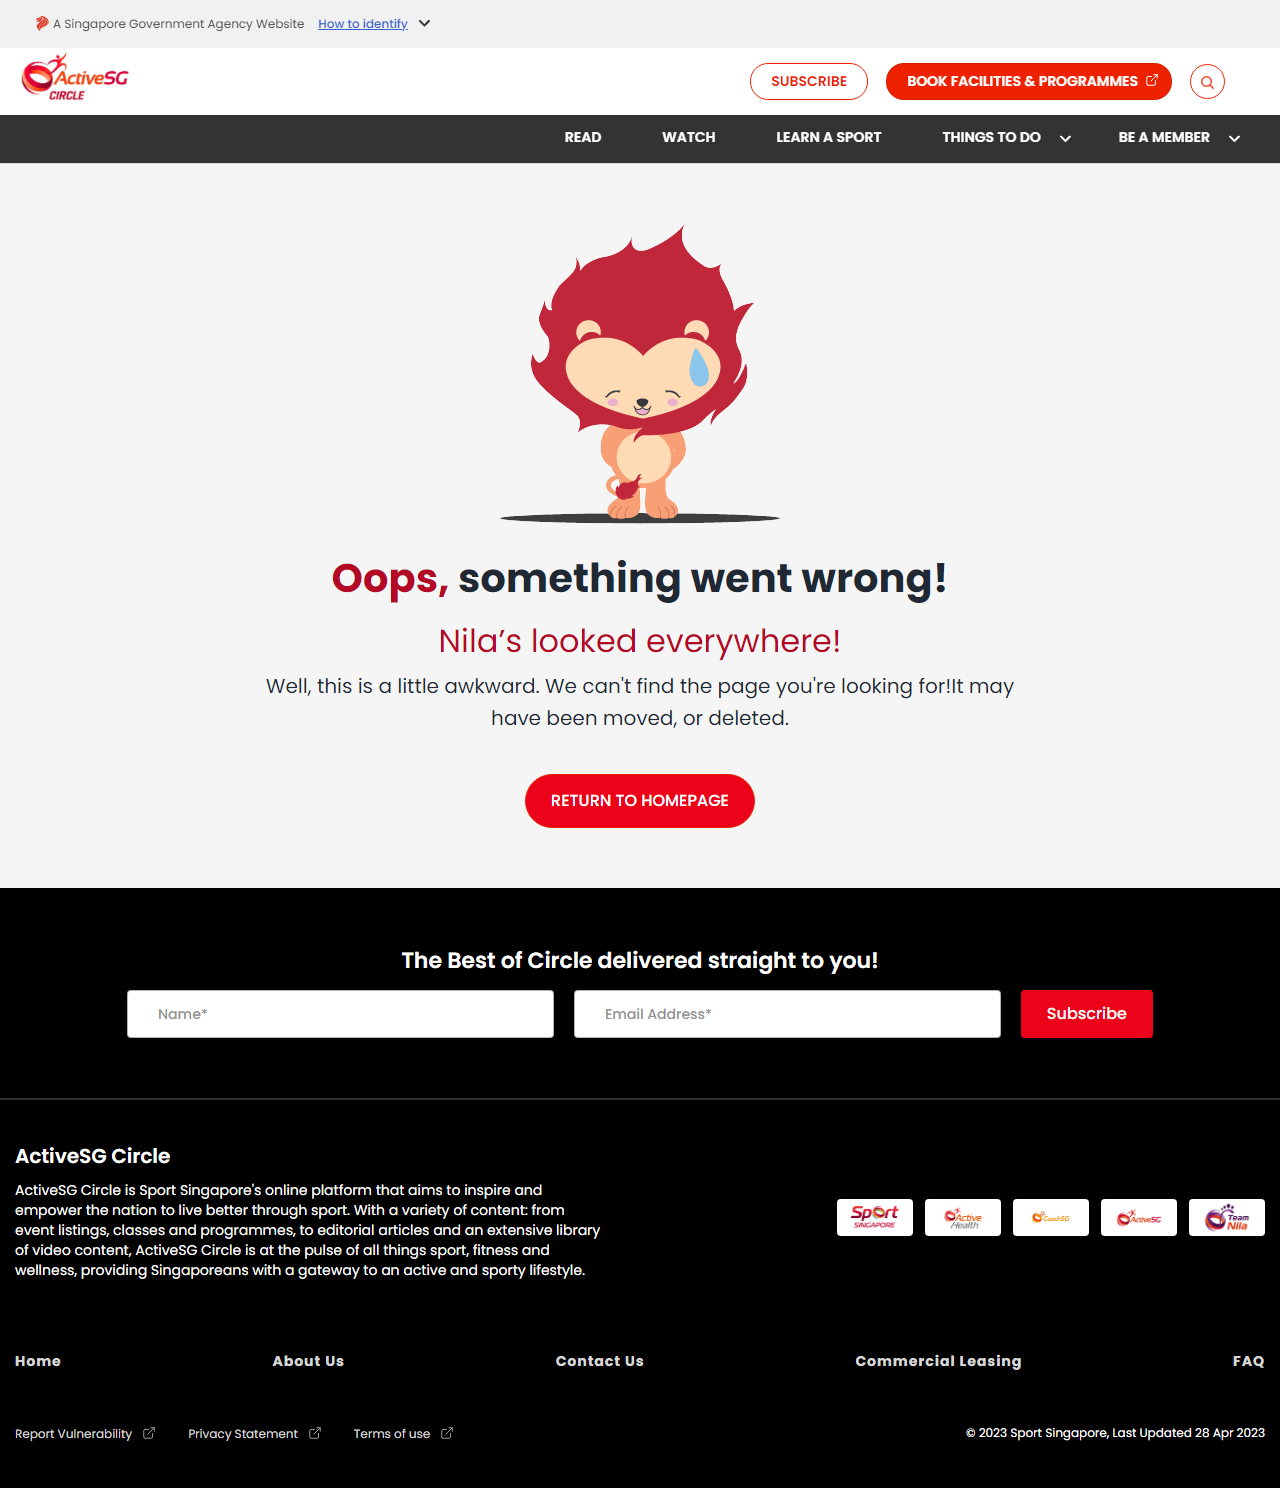 A Singapore Government Agency Website How to identify
ActiveSG
CIRCLE
SUBSCRIBE
BOOK FACILITIES & PROGRAMMES
READ
WATCH
LEARN A SPORT
THINGS TO DO
BE A MEMBER
Oops, something went wrong!
Nila’s looked everywhere!
Well, this is a little awkward. We can't find the page you're looking for!It may
have been moved, or deleted.
RETURN TO HOMEPAGE
The Best of Circle delivered straight to you!
Name*
Email Address*
Subscribe
ActiveSG Circle
ActiveSG Circle is Sport Singapore's online platform that aims to inspire and
empower the nation to live better through sport. With a variety of content: from
event listings, classes and programmes, to editorial articles and an extensive library
of video content, ActiveSG Circle is at the pulse of all things sport, fitness and
wellness, providing Singaporeans with a gateway to an active and sporty lifestyle.
Sport
SINGAPORE
Active
Health
CoachSG
ActiveSG
Team
Nila
Home
About Us
Contact Us
Commercial Leasing
FAQ
Report Vulnerability
Privacy Statement
Terms of use
© 2023 Sport Singapore, Last Updated 28 Apr 2023